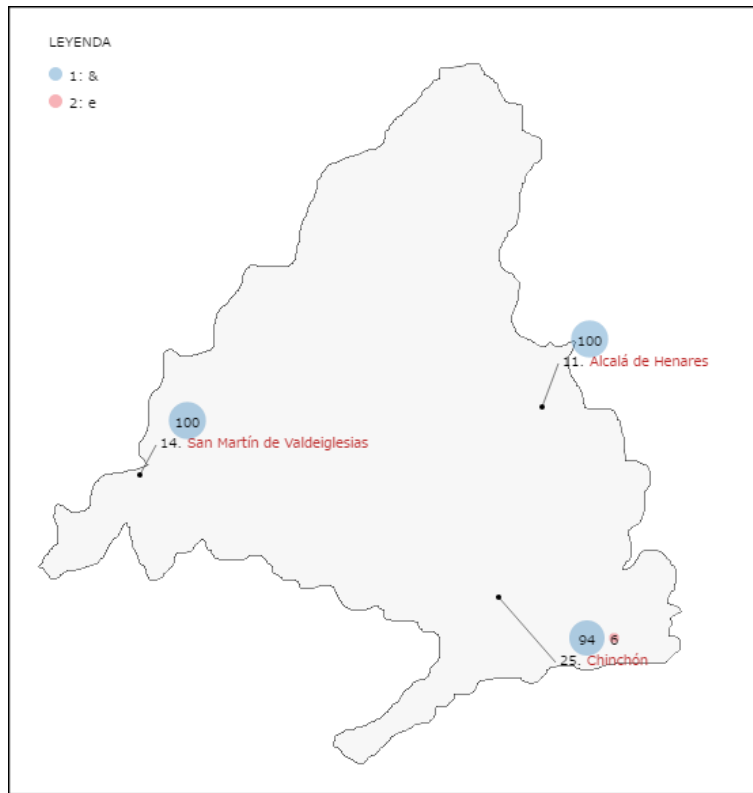 LEYENDA
1: &
2: e
100
11. Alcalá de Henares
100
14. San Martín de Valdeiglesias
94 6
25. Chinchón